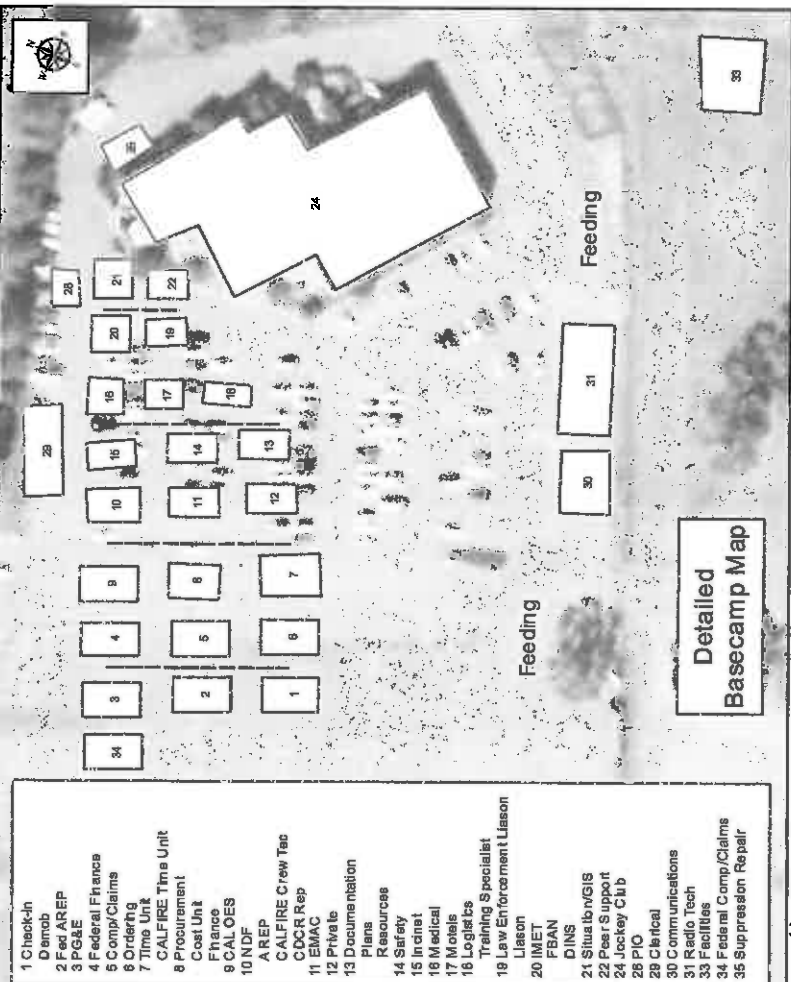 1 Check-In
Demob
2 Fed AREP
3 PG&E
4 Federal Finance
5 Comp/Claims
6 Ordering
7 Time Unit
CALFIRE Time Unit
8 Procurement
Cost Unit
Finance
9 CAL OES
10 NDF
AREP
CALFIRE Crew Tec
CDCR Rep
11 EMAC
12 Private
13 Documentation
Plans
Resources
14 Safety
15 Incinet
16 Medical
17 Motels
18 Logistics
Training Specialist
19 Law Enforcement Liason
Liason
20 IMET
FBAN
DINS
21 Situation/GIS
22 Peer Support
24 Jockey Club
28 PIO
29 Clerical
30 Communications
31 Radio Tech
33 Facilities
34 Federal Comp/Claims
35 Suppression Repair
N
W
29
28
35
34
3
4
9
10
15
16
20
21
2
5
8
11
14
17
19
22
1
6
7
12
13
18
24
Feeding
Feeding
30
31
33
Detailed
Basecamp Map